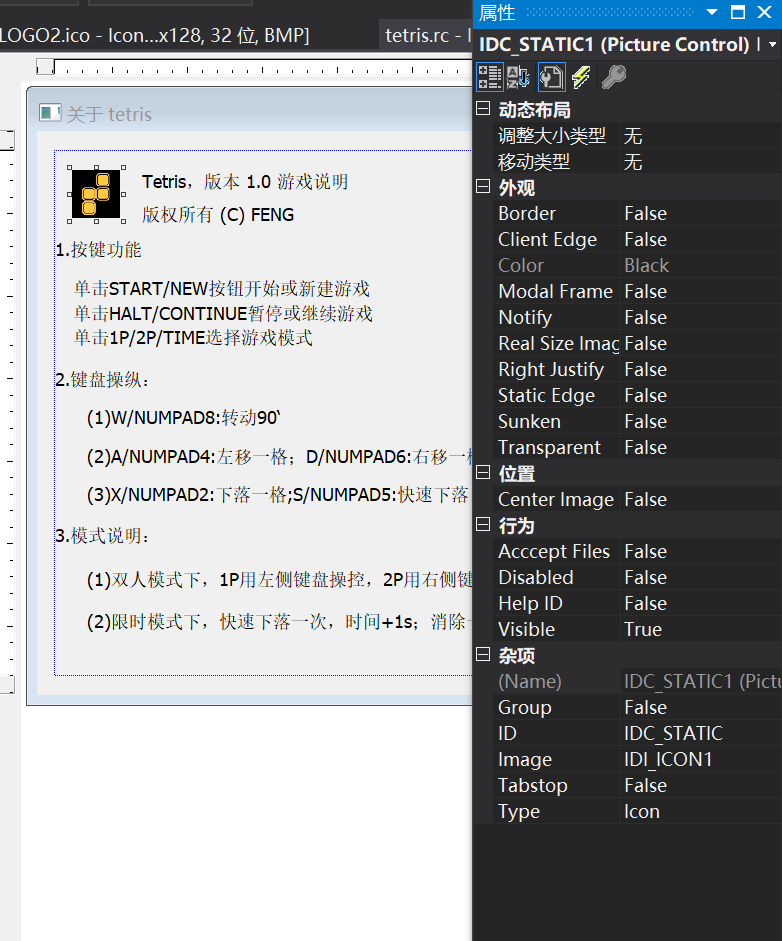 LOGO2.ico - Icon...x128, 32 位, BMP]
tetris.rc - I
关于 tetris
Tetris，版本 1.0 游戏说明
版权所有 (C) FENG
1.按键功能
单击START/NEW按钮开始或新建游戏
单击HALT/CONTINUE暂停或继续游戏
单击1P/2P/TIME选择游戏模式
2.键盘操纵：
(1)W/NUMPAD8:转动90‵
(2)A/NUMPAD4:左移一格；D/NUMPAD6:右移一格
(3)X/NUMPAD2:下落一格;S/NUMPAD5:快速下落
3.模式说明：
(1)双人模式下，1P用左侧键盘操控，2P用右侧键
(2)限时模式下，快速下落一次，时间+1s；消除
属性
IDC_STATIC1 (Picture Control) I
动态布局
调整大小类型 无
移动类型 无
外观
Border False
Client Edge False
Color Black
Modal Frame False
Notify False
Real Size Imag False
Right Justify False
Static Edge False
Sunken False
Transparent False
位置
Center Image False
行为
Acccept Files False
Disabled False
Help ID False
Visible True
杂项
(Name) IDC_STATIC1 (Pictu
Group False
ID IDC_STATIC
Image IDI_ICON1
Tabstop False
Type Icon